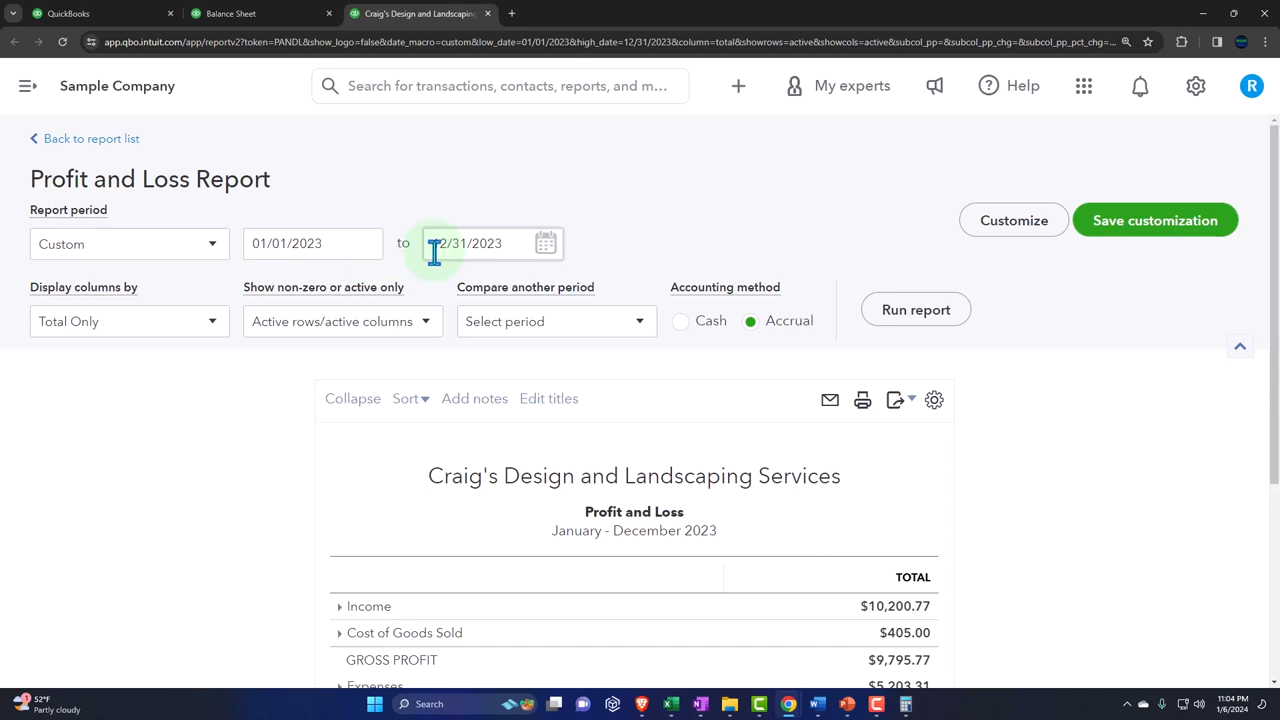 QuickBooks
Balance Sheet
Craig's Design and Landscaping
app.qbo.intuit.com/app/reportv2?token=PANDL&show_logo=false&date_macro=custom&low_date=01/01/2023&high_date=12/31/2023&column=total&showrows=active&showcols=active&subcol_pp=&subcol_pp_chg=&subcol_pp_pct_chg=...
Sample Company
Search for transactions, contacts, reports, and m...
My experts
Help
R
Back to report list
Profit and Loss Report
Report period
Custom
01/01/2023
to
12/31/2023
Customize
Save customization
Display columns by
Show non-zero or active only
Compare another period
Accounting method
Total Only
Active rows/active columns
Select period
Cash
Accrual
Run report
Collapse
Sort
Add notes
Edit titles
Craig's Design and Landscaping Services
Profit and Loss
January - December 2023
TOTAL
Income $10,200.77
Cost of Goods Sold $405.00
GROSS PROFIT $9,795.77
Expenses $5,203.31
1
52°F
Partly cloudy
Search
11:04 PM
1/6/2024